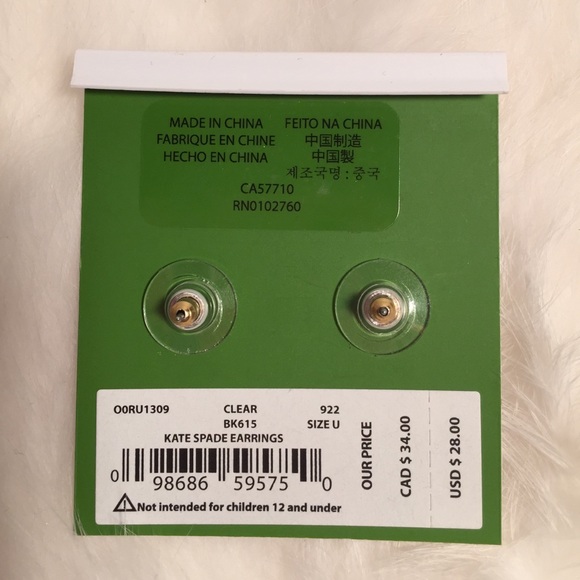 MADE IN CHINA FEITO NA CHINA
FABRIQUE EN CHINE 中国制造
HECHO EN CHINA 中国製
제조국명 : 중국
CA57710
RN0102760
O0RU1309 CLEAR 922
BK615 SIZE U
KATE SPADE EARRINGS
0 98686 59575 0
Not intended for children 12 and under
OUR PRICE
CAD $ 34.00
USD $ 28.00